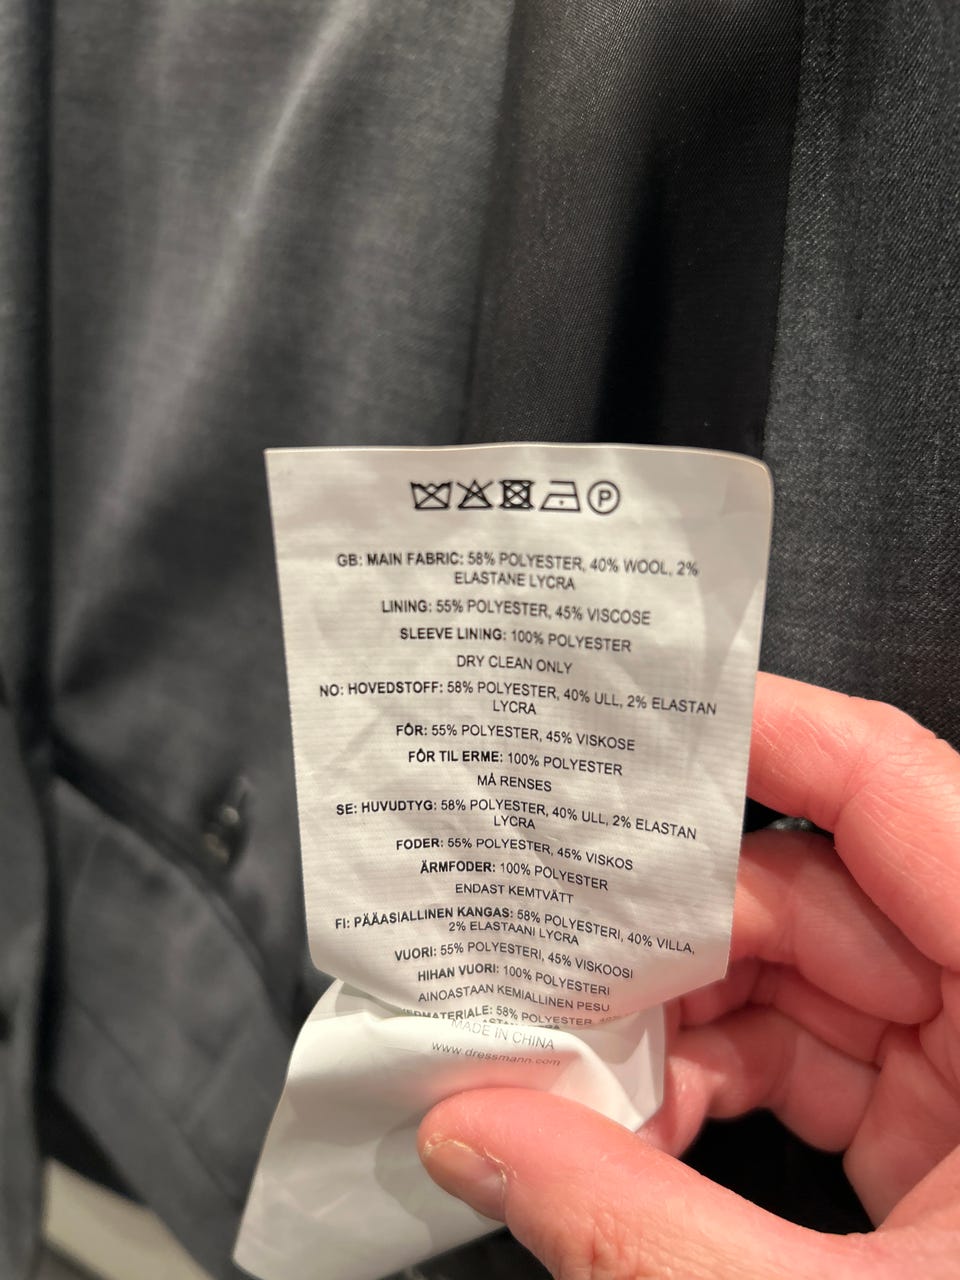 P
GB: MAIN FABRIC: 58% POLYESTER, 40% WOOL, 2%
ELASTANE LYCRA
LINING: 55% POLYESTER, 45% VISCOSE
SLEEVE LINING: 100% POLYESTER
DRY CLEAN ONLY
NO: HOVEDSTOFF: 58% POLYESTER, 40% ULL, 2% ELASTAN
LYCRA
FÔR: 55% POLYESTER, 45% VISKOSE
FÔR TIL ERME: 100% POLYESTER
MÅ RENSES
SE: HUVUDTYG: 58% POLYESTER, 40% ULL, 2% ELASTAN
LYCRA
FODER: 55% POLYESTER, 45% VISKOS
ÄRMFODER: 100% POLYESTER
ENDAST KEMTVÄTT
FI: PÄÄASIALLINEN KANGAS: 58% POLYESTERI, 40% VILLA,
2% ELASTAANI LYCRA
VUORI: 55% POLYESTERI, 45% VISKOOSI
HIHAN VUORI: 100% POLYESTERI
AINOASTAAN KEMIALLINEN PESU
58% POLYESTER,
MADE IN CHINA
www.dressmann.com